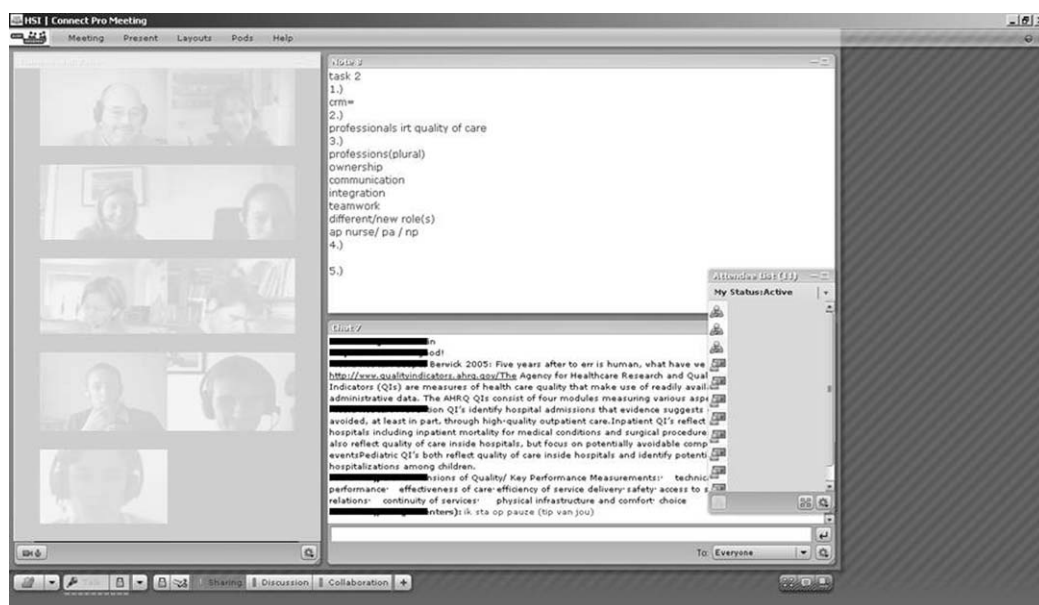 HSI | Connect Pro Meeting
Meeting Present Layouts Pods Help
Note 8
task 2
1.)
crm=
2.)
professionals irt quality of care
3.)
professions(plural)
ownership
communication
integration
teamwork
different/new role(s)
ap nurse/ pa / np
4.)
5.)
Attendee List (11)
My Status:Active
Chat 7
in
od!
Berwick 2005: Five years after to err is human, what have we
http://www.qualityindicators.ahrq.gov/The Agency for Healthcare Research and Qual
Indicators (QIs) are measures of health care quality that make use of readily avail
administrative data. The AHRQ QIs consist of four modules measuring various aspe
on QI's identify hospital admissions that evidence suggests
avoided, at least in part, through high-quality outpatient care.Inpatient QI's reflect
hospitals including inpatient mortality for medical conditions and surgical procedure
also reflect quality of care inside hospitals, but focus on potentially avoidable comp
eventsPediatric QI's both reflect quality of care inside hospitals and identify potenti
hospitalizations among children.
nsions of Quality/ Key Performance Measurements:· technic
performance· effectiveness of care·efficiency of service delivery·safety·access to s
relations· continuity of services· physical infrastructure and comfort· choice
nters): ik sta op pauze (tip van jou)
To: Everyone
Sharing Discussion Collaboration +